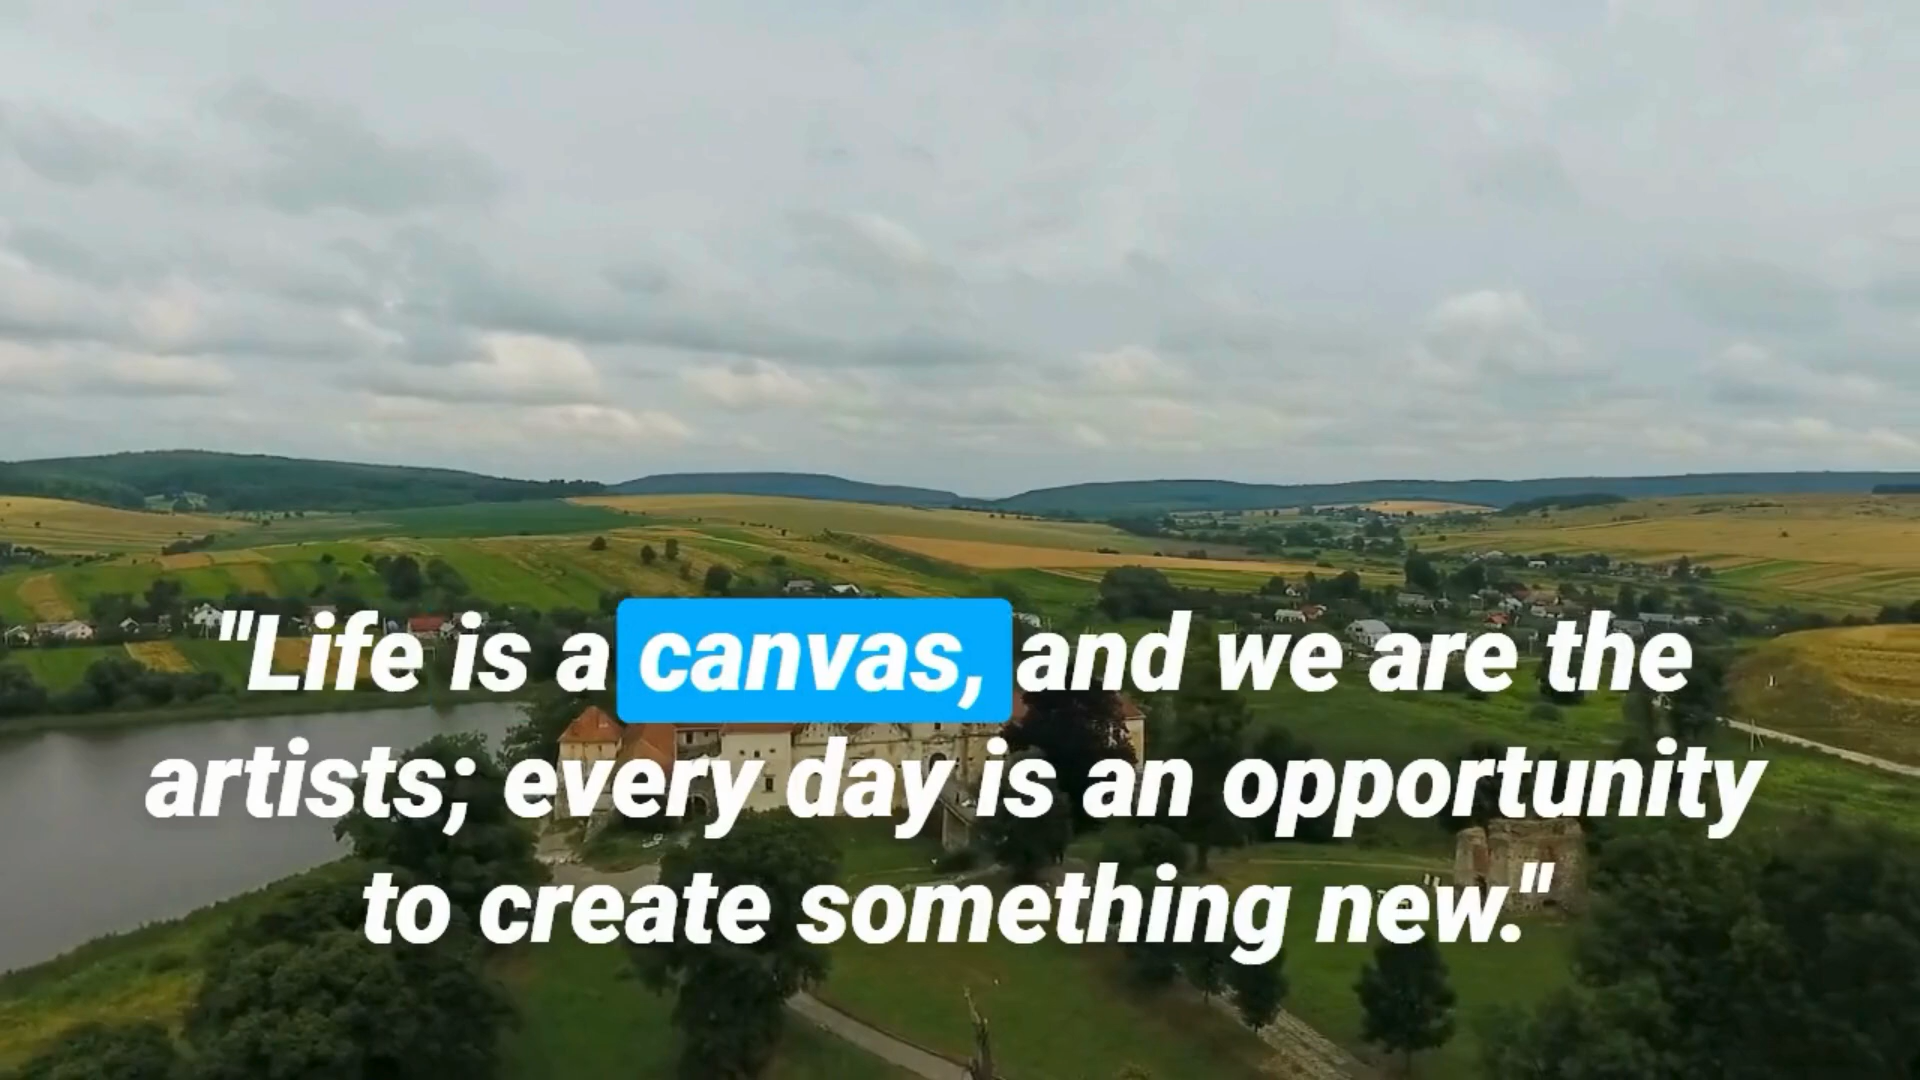 "Life is a canvas, and we are the
artists; every day is an opportunity
to create something new."